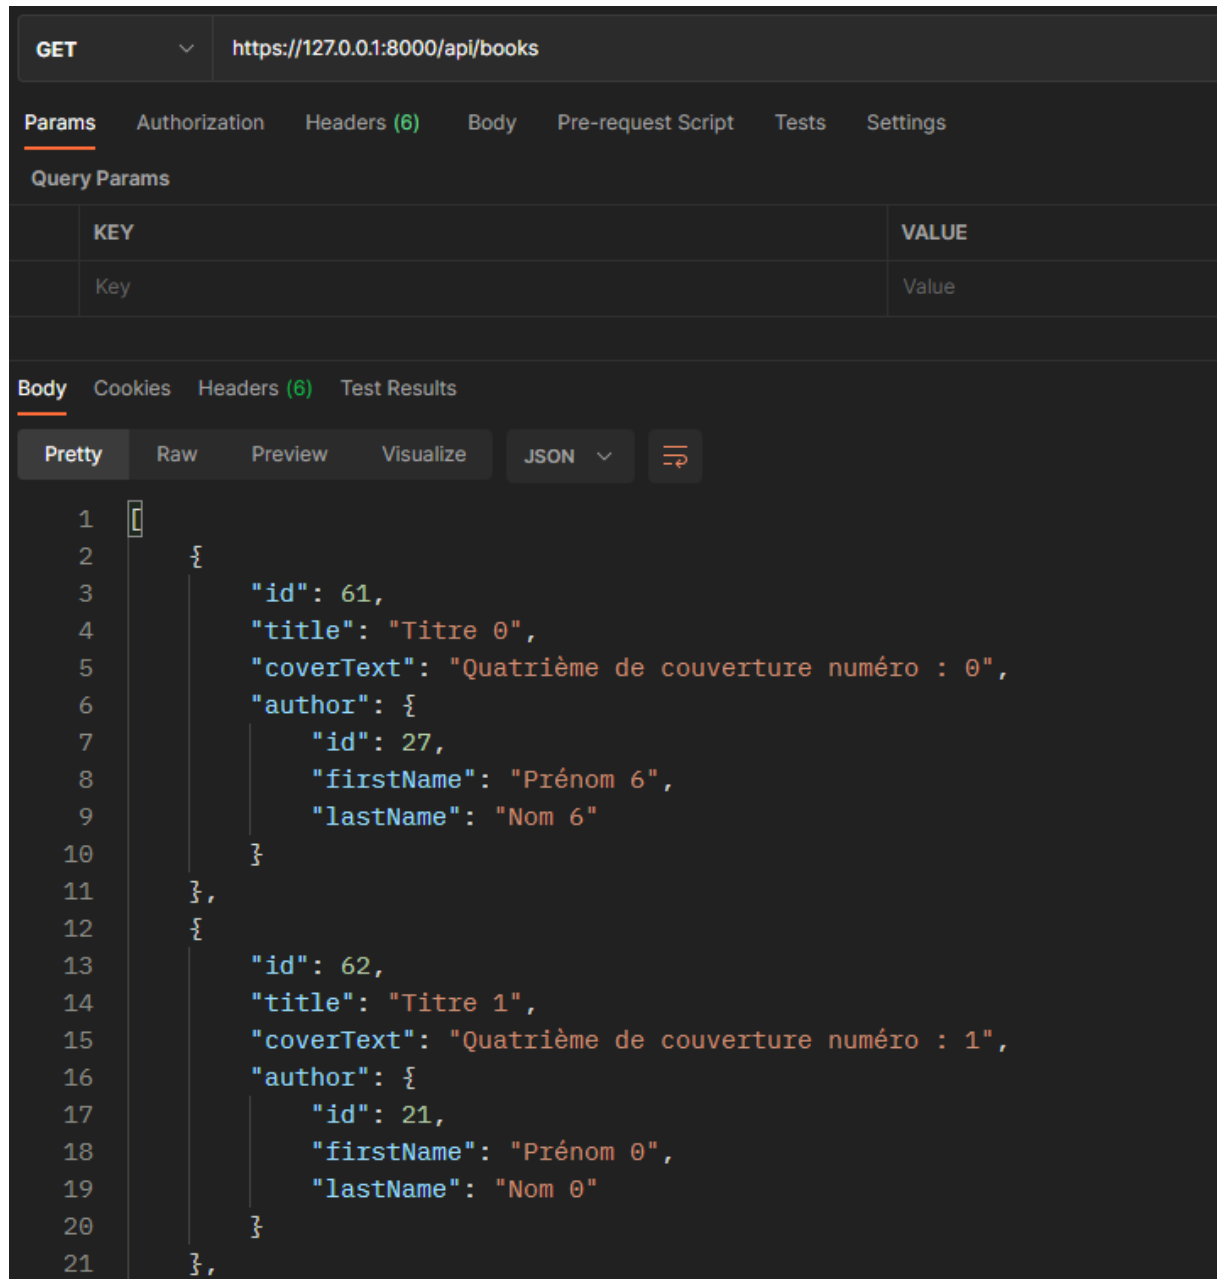 GET https://127.0.0.1:8000/api/books
Params Authorization Headers (6) Body Pre-request Script Tests Settings
Query Params
KEY VALUE
Key Value
Body Cookies Headers (6) Test Results
Pretty Raw Preview Visualize JSON
1 [
2 {
3 "id": 61,
4 "title": "Titre 0",
5 "coverText": "Quatrième de couverture numéro : 0",
6 "author": {
7 "id": 27,
8 "firstName": "Prénom 6",
9 "lastName": "Nom 6"
10 }
11 },
12 {
13 "id": 62,
14 "title": "Titre 1",
15 "coverText": "Quatrième de couverture numéro : 1",
16 "author": {
17 "id": 21,
18 "firstName": "Prénom 0",
19 "lastName": "Nom 0"
20 }
21 },